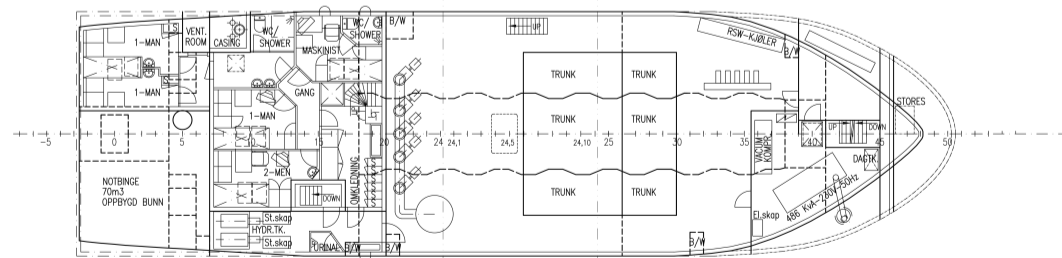 1-MAN
S
VENT.
ROOM
CASING
WC/
SHOWER
MASKINIST
WC/
SHOWER
B/W
UP
RSW-KJØLER
B/W
1-MAN
S
GANG
1-MAN
UP
TRUNK
TRUNK
STORES
-5
0
5
10
15
20
24
24,1
24,5
25
24,10
TRUNK
TRUNK
30
35
40
45
50
UP
DOWN
VACUM
KOMPR
DAGTK.
NOTBINGE
70m3
OPPBYGD BUNN
2-MEN
OMKLEDNING
DOWN
TRUNK
TRUNK
486 KvA-230V-50Hz
El.skap
St.skap
HYDR.TK.
St.skap
URINAL
B/W
B/W
B/W